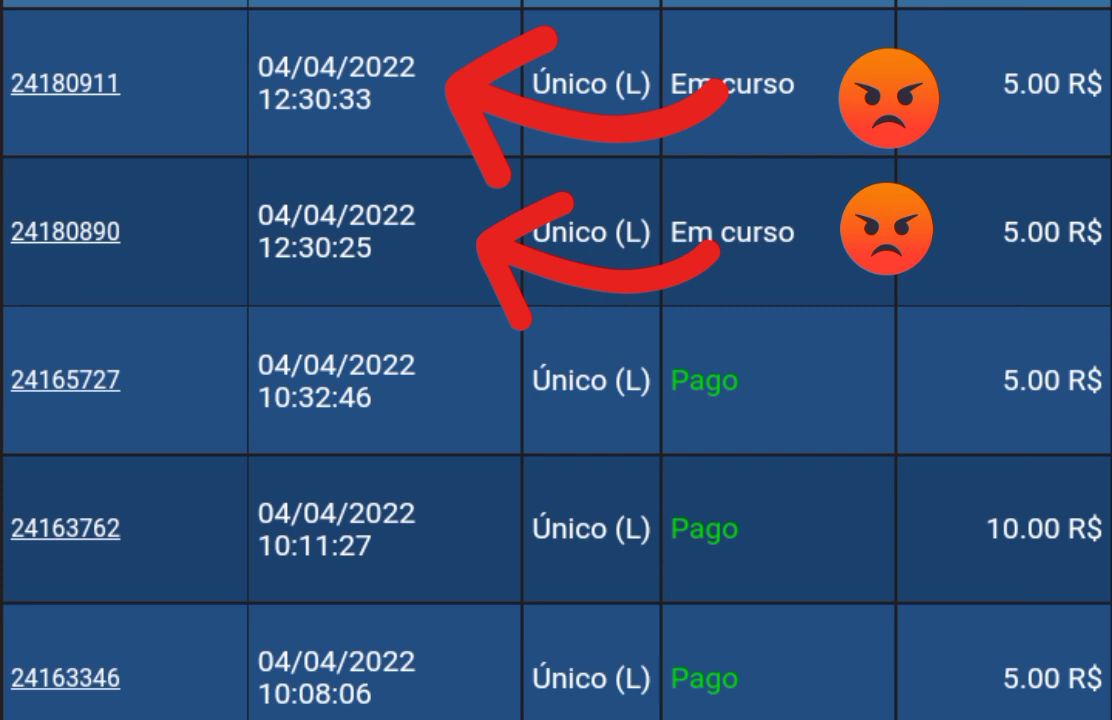 24180911
04/04/2022
12:30:33
Único (L)
Em curso
5.00 R$
24180890
04/04/2022
12:30:25
Único (L)
Em curso
5.00 R$
24165727
04/04/2022
10:32:46
Único (L)
Pago
5.00 R$
24163762
04/04/2022
10:11:27
Único (L)
Pago
10.00 R$
24163346
04/04/2022
10:08:06
Único (L)
Pago
5.00 R$